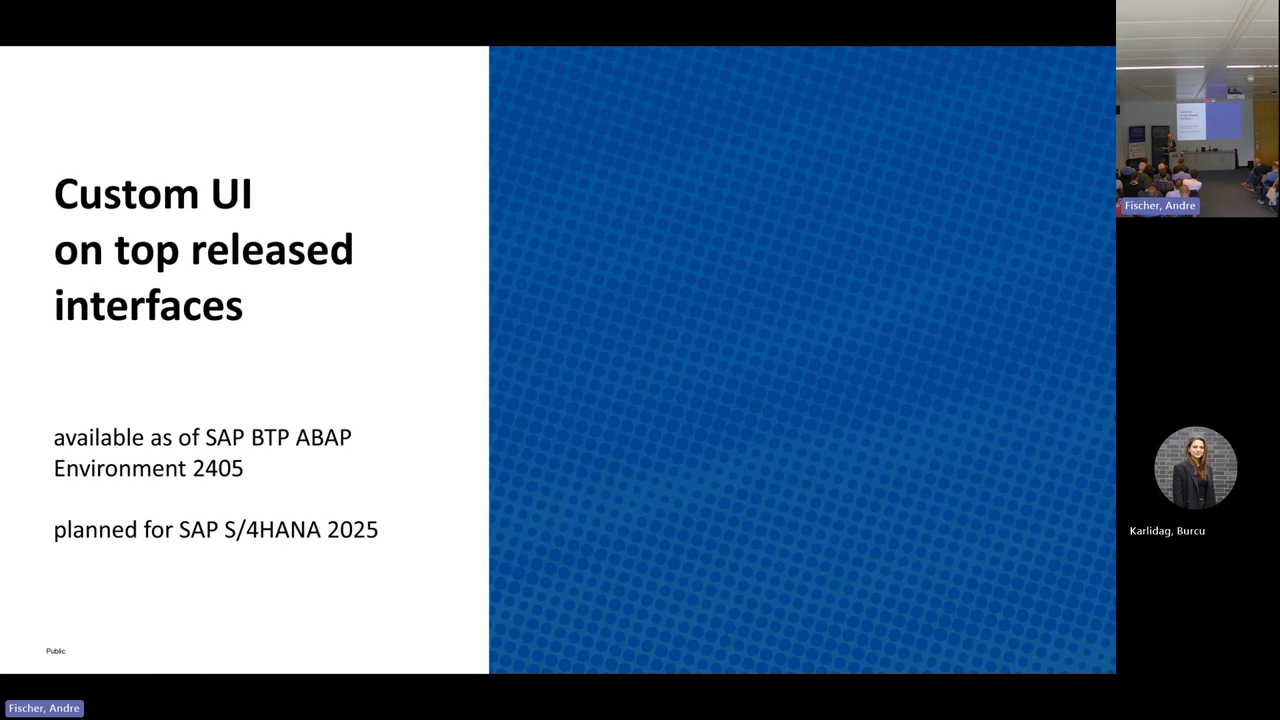 Custom UI
on top released
interfaces
available as of SAP BTP ABAP
Environment 2405
planned for SAP S/4HANA 2025
Public
Fischer, Andre
Karlidag, Burcu
Fischer, Andre